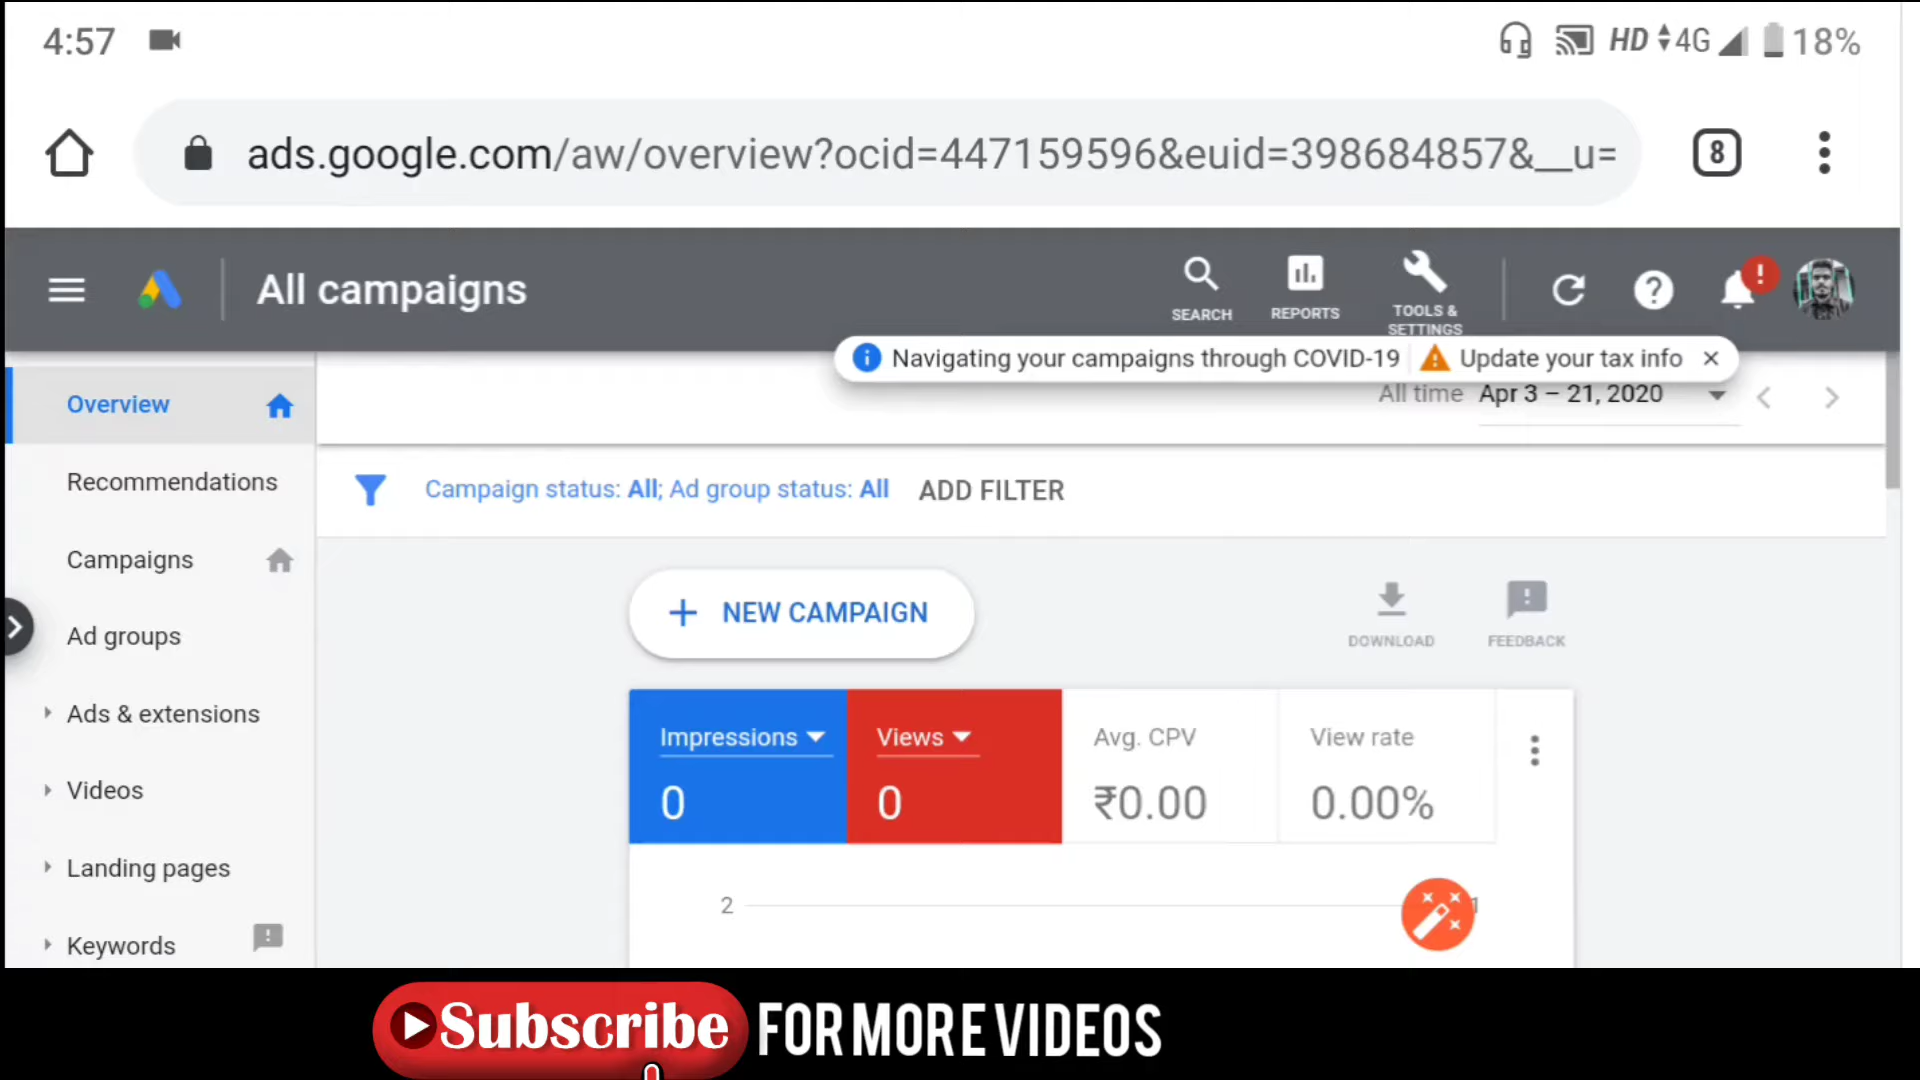 4:57
HD 4G 18%
ads.google.com/aw/overview?ocid=447159596&euid=398684857&__u=
8
All campaigns
SEARCH
REPORTS
TOOLS & SETTINGS
!
Navigating your campaigns through COVID-19
Update your tax info
All time Apr 3 – 21, 2020
Overview
Recommendations
Campaigns
Ad groups
Ads & extensions
Videos
Landing pages
Keywords
Campaign status: All; Ad group status: All
ADD FILTER
+ NEW CAMPAIGN
DOWNLOAD
FEEDBACK
Impressions
0
Views
0
Avg. CPV
₹0.00
View rate
0.00%
2
1
Subscribe FOR MORE VIDEOS